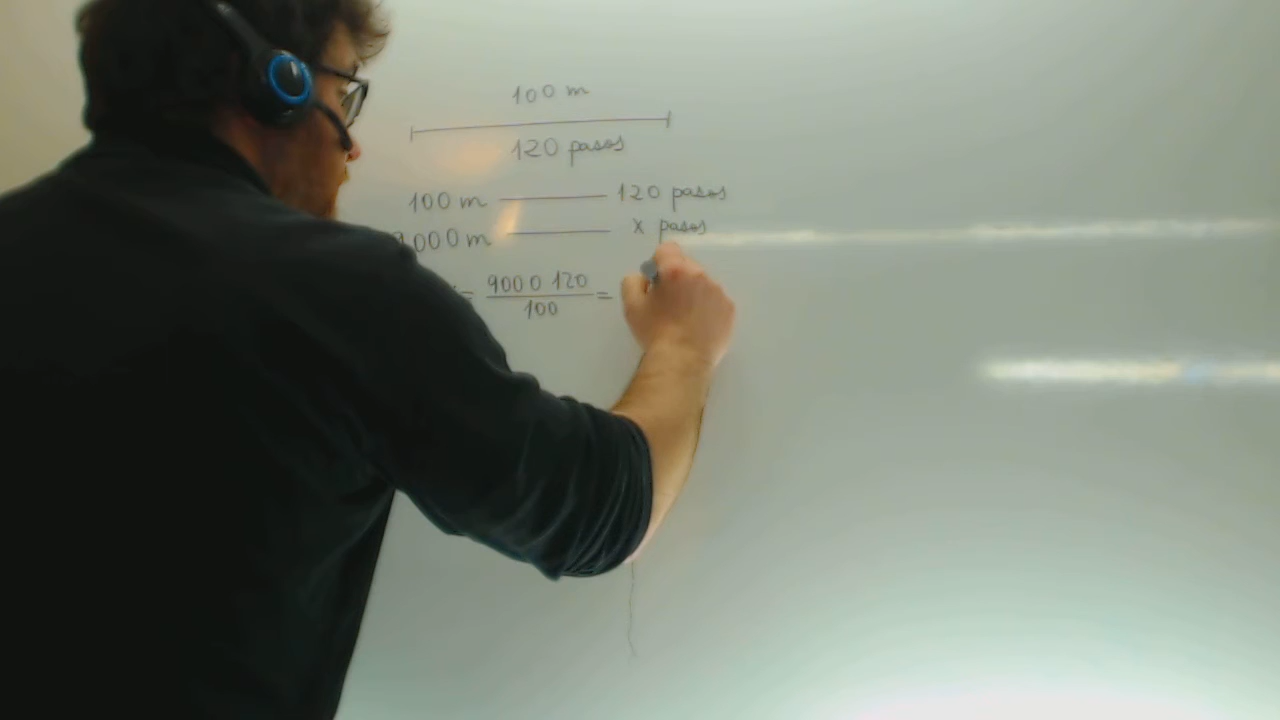 100 m
120 pasos
100 m 120 pasos
9000 m x pasos
= 9000 120 =
100